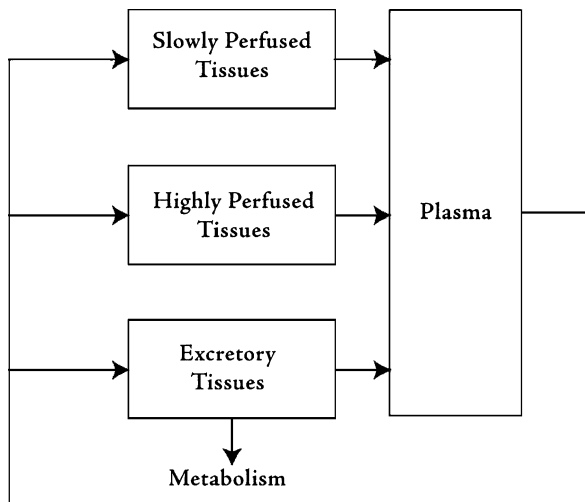 Slowly Perfused
Tissues
Highly Perfused
Tissues
Plasma
Excretory
Tissues
Metabolism